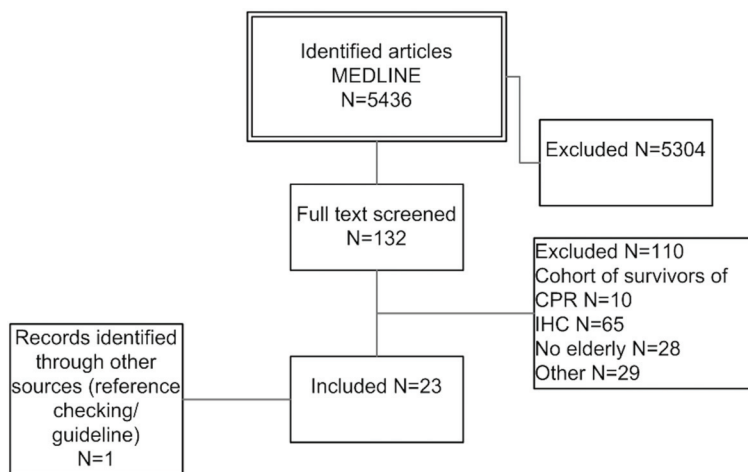 Identified articles
MEDLINE
N=5436
Excluded N=5304
Full text screened
N=132
Excluded N=110
Cohort of survivors of
CPR N=10
IHC N=65
No elderly N=28
Other N=29
Records identified
through other
sources (reference
checking/
guideline)
N=1
Included N=23